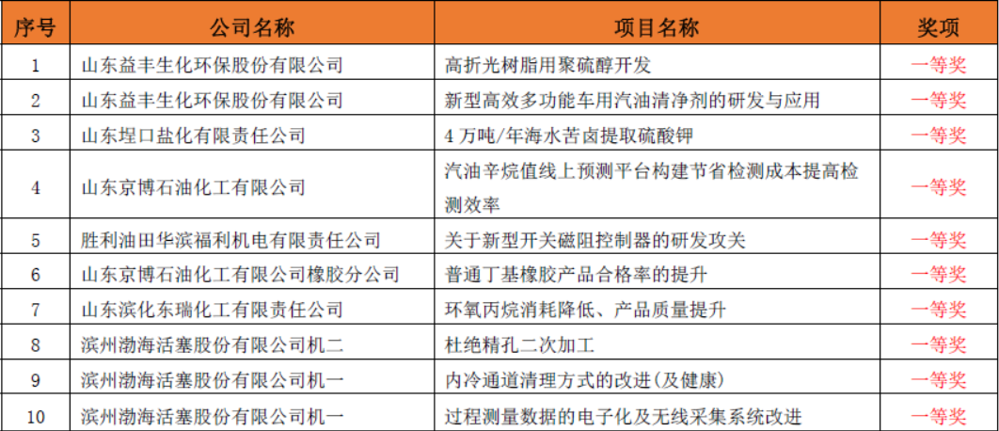 序号 公司名称 项目名称 奖项
1 山东益丰生化环保股份有限公司 高折光树脂用聚硫醇开发 一等奖
2 山东益丰生化环保股份有限公司 新型高效多功能车用汽油清净剂的研发与应用 一等奖
3 山东埕口盐化有限责任公司 4万吨/年海水苦卤提取硫酸钾 一等奖
4 山东京博石油化工有限公司 汽油辛烷值线上预测平台构建节省检测成本提高检
测效率 一等奖
5 胜利油田华滨福利机电有限责任公司 关于新型开关磁阻控制器的研发攻关 一等奖
6 山东京博石油化工有限公司橡胶分公司 普通丁基橡胶产品合格率的提升 一等奖
7 山东滨化东瑞化工有限责任公司 环氧丙烷消耗降低、产品质量提升 一等奖
8 滨州渤海活塞股份有限公司机二 杜绝精孔二次加工 一等奖
9 滨州渤海活塞股份有限公司机一 内冷通道清理方式的改进(及健康) 一等奖
10 滨州渤海活塞股份有限公司机一 过程测量数据的电子化及无线采集系统改进 一等奖